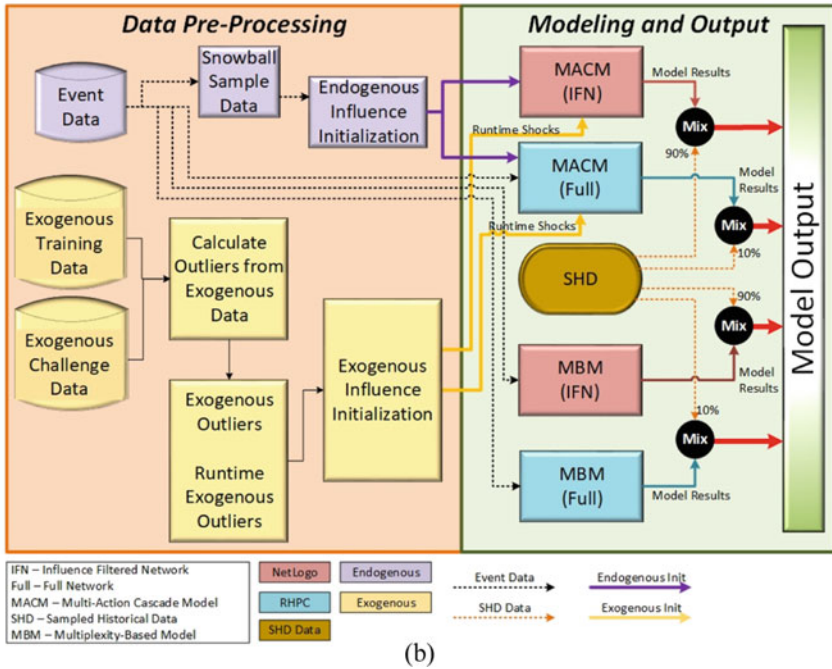 Data Pre-Processing
Modeling and Output
Event
Data
Snowball
Sample
Data
Endogenous
Influence
Initialization
Exogenous
Training
Data
Exogenous
Challenge
Data
Calculate
Outliers from
Exogenous
Data
Exogenous
Outliers
Runtime
Exogenous
Outliers
Exogenous
Influence
Initialization
MACM
(IFN)
Model Results
Runtime Shocks
Mix
90%
MACM
(Full)
Model
Results
Runtime Shocks
Mix
10%
SHD
90%
Mix
MBM
(IFN)
Model
Results
10%
Mix
MBM
(Full)
Model Results
Model Output
IFN – Influence Filtered Network
Full – Full Network
MACM – Multi-Action Cascade Model
SHD – Sampled Historical Data
MBM – Multiplexity-Based Model
NetLogo
Endogenous
RHPC
Exogenous
SHD Data
Event Data
Endogenous Init
SHD Data
Exogenous Init
(b)